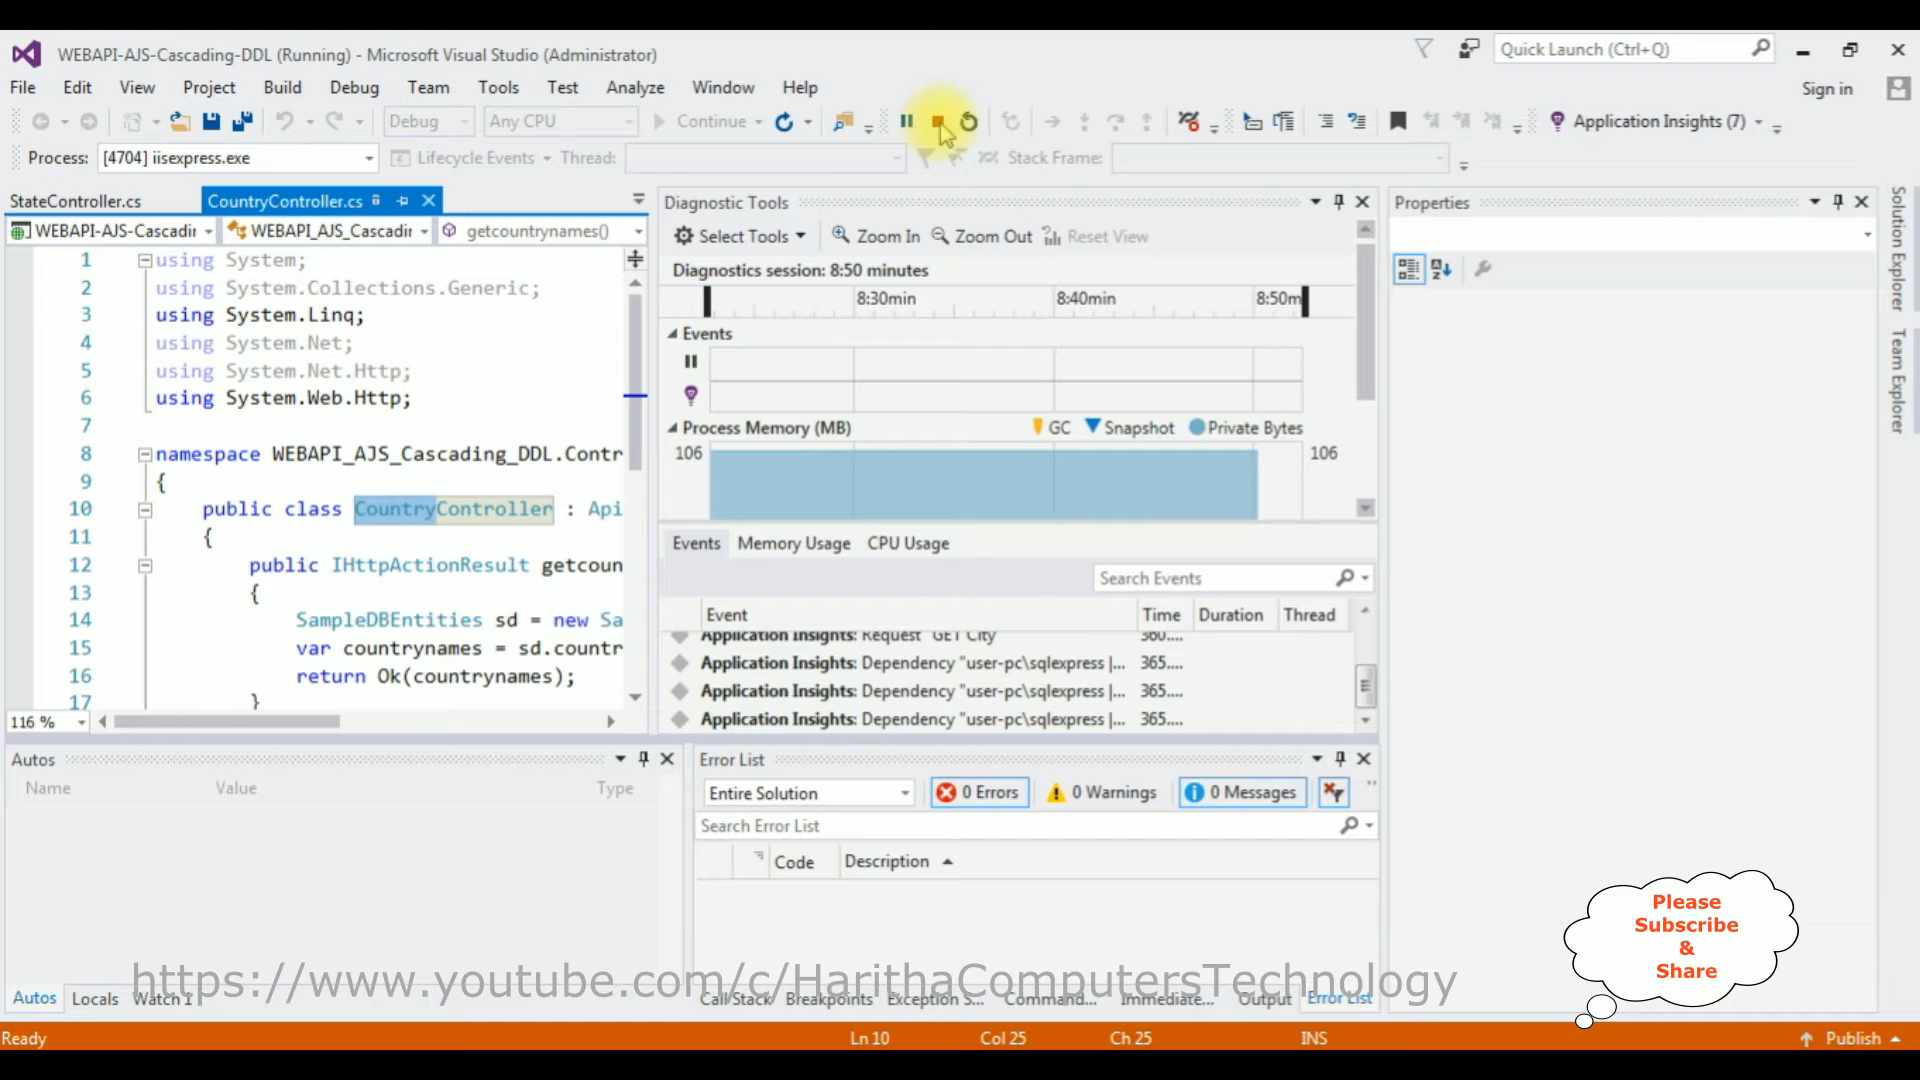 WEBAPI-AJS-Cascading-DDL (Running) - Microsoft Visual Studio (Administrator)
Quick Launch (Ctrl+Q)
File Edit View Project Build Debug Team Tools Test Analyze Window Help
Sign in
Debug Any CPU Continue Application Insights (7)
Process: [4704] iisexpress.exe Lifecycle Events Thread: Stack Frame:
StateController.cs CountryController.cs
WEBAPI-AJS-Cascadin WEBAPI_AJS_Cascadin getcountrynames()
1 using System;
2 using System.Collections.Generic;
3 using System.Linq;
4 using System.Net;
5 using System.Net.Http;
6 using System.Web.Http;
7
8 namespace WEBAPI_AJS_Cascading_DDL.Contr
9 {
10 public class CountryController : Api
11 {
12 public IHttpActionResult getcoun
13 {
14 SampleDBEntities sd = new Sa
15 var countrynames = sd.countr
16 return Ok(countrynames);
17 }
116 %
Diagnostic Tools
Select Tools Zoom In Zoom Out Reset View
Diagnostics session: 8:50 minutes
8:30min 8:40min 8:50m
Events
Process Memory (MB) GC Snapshot Private Bytes
106 106
Events Memory Usage CPU Usage
Search Events
Event Time Duration Thread
Application Insights: Request "GET City 360....
Application Insights: Dependency "user-pc\sqlexpress |... 365....
Application Insights: Dependency "user-pc\sqlexpress |... 365....
Application Insights: Dependency "user-pc\sqlexpress |... 365....
Properties
Solution Explorer
Team Explorer
Autos
Name Value Type
Autos Locals Watch 1
Error List
Entire Solution 0 Errors 0 Warnings 0 Messages
Search Error List
Code Description
Call Stack Breakpoints Exception S... Command... Immediate... Output Error List
https://www.youtube.com/c/HarithaComputersTechnology
Please
Subscribe
&
Share
Ready Ln 10 Col 25 Ch 25 INS Publish